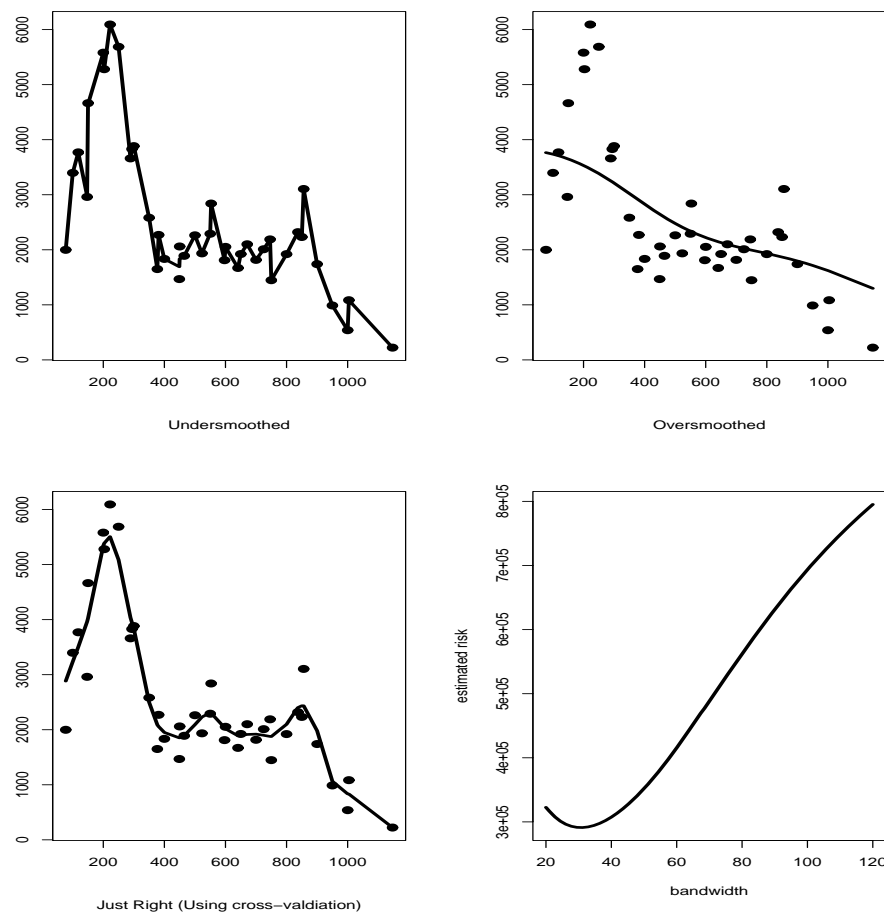 6000
5000
4000
3000
2000
1000
0
200 400 600 800 1000
Undersmoothed
6000
5000
4000
3000
2000
1000
0
200 400 600 800 1000
Oversmoothed
6000
5000
4000
3000
2000
1000
0
200 400 600 800 1000
Just Right (Using cross−valdiation)
8e+05
7e+05
6e+05
5e+05
4e+05
3e+05
estimated risk
20 40 60 80 100 120
bandwidth